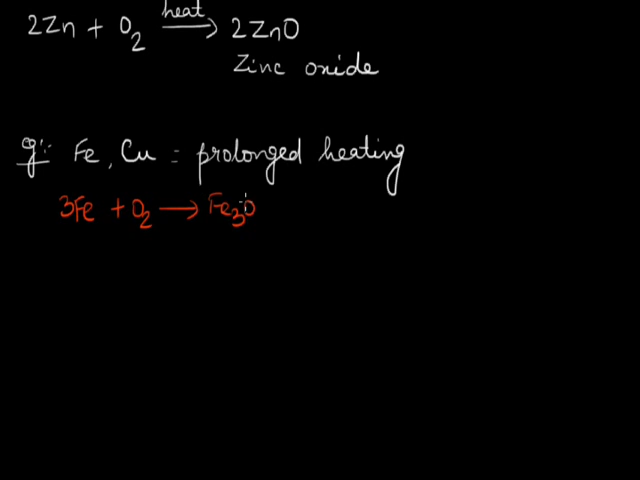 2Zn + O2 heat→ 2ZnO
Zinc oxide
Fe, Cu = prolonged heating
3Fe + O2 → Fe3O